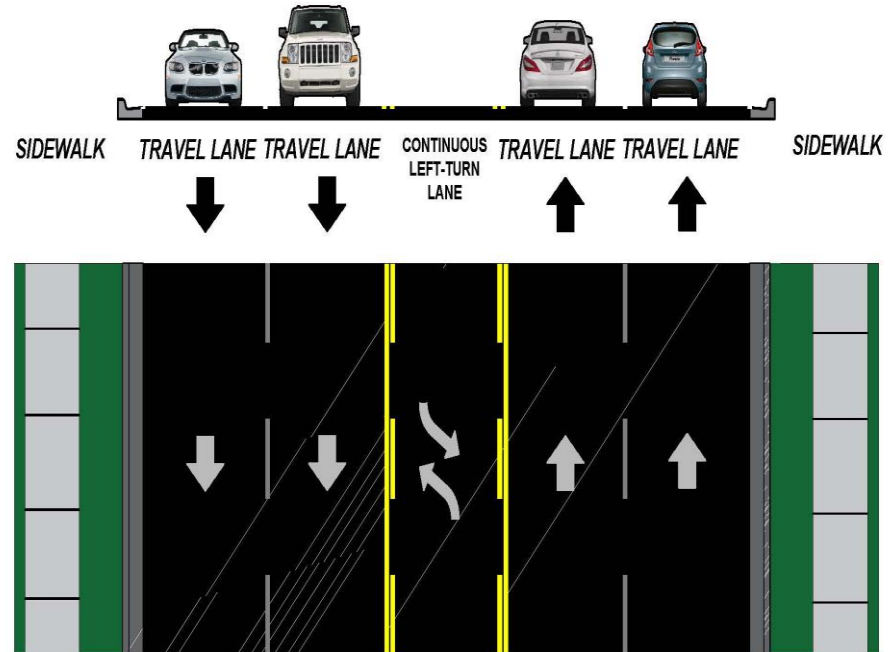 SIDEWALK
TRAVEL LANE
TRAVEL LANE
CONTINUOUS
LEFT-TURN
LANE
TRAVEL LANE
TRAVEL LANE
SIDEWALK